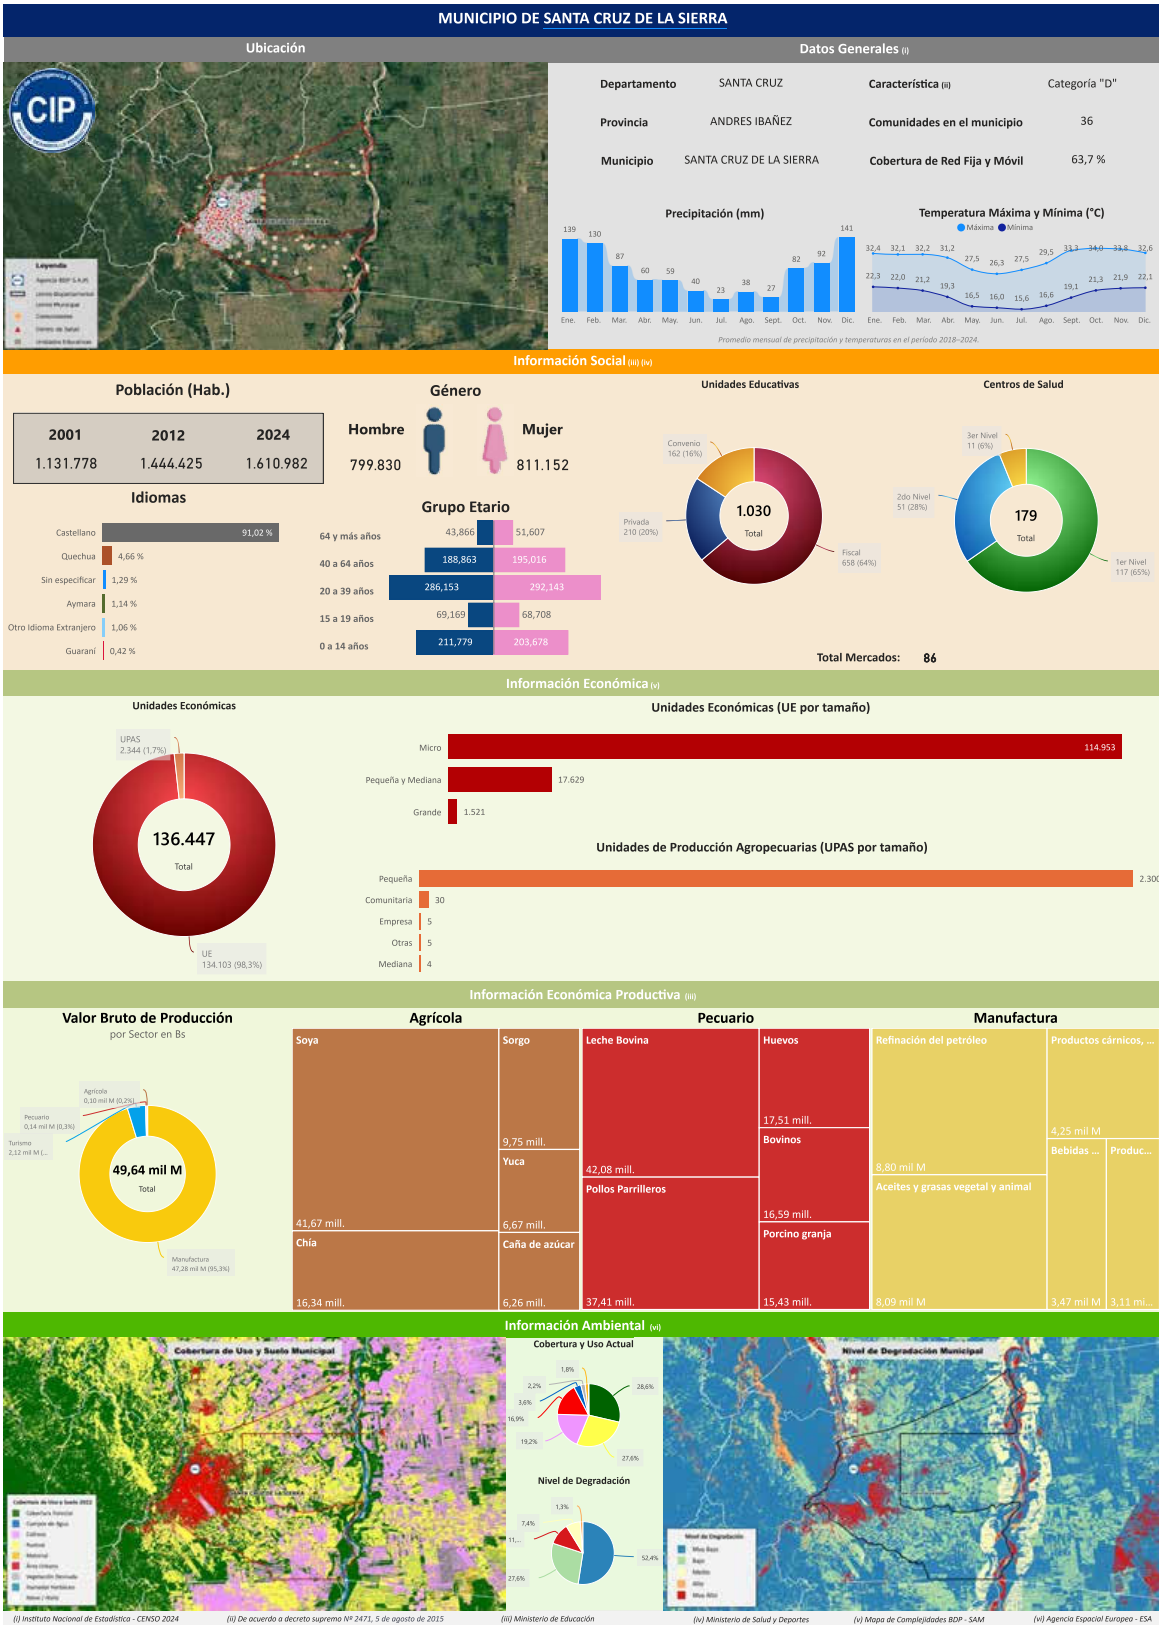 MUNICIPIO DE SANTA CRUZ DE LA SIERRA
Ubicación
Datos Generales (i)
CIP
Leyenda
Departamento SANTA CRUZ
Característica (ii) Categoría "D"
Provincia ANDRES IBAÑEZ
Comunidades en el municipio 36
Municipio SANTA CRUZ DE LA SIERRA
Cobertura de Red Fija y Móvil 63,7 %
Precipitación (mm)
139 130 87 60 59 40 23 38 27 82 92 141
Ene. Feb. Mar. Abr. May. Jun. Jul. Ago. Sept. Oct. Nov. Dic.
Temperatura Máxima y Mínima (°C)
Máxima Mínima
32,4 32,1 32,2 31,2 27,5 26,3 27,5 29,5 33,3 34,0 33,8 32,6
22,3 22,0 21,2 19,3 16,5 16,0 15,6 16,6 19,1 21,3 21,9 22,1
Ene. Feb. Mar. Abr. May. Jun. Jul. Ago. Sept. Oct. Nov. Dic.
Promedio mensual de precipitación y temperaturas en el período 2018–2024.
Información Social (iii) (iv)
Población (Hab.)
2001 2012 2024
1.131.778 1.444.425 1.610.982
Género
Hombre
799.830
Mujer
811.152
Idiomas
Castellano 91,02 %
Quechua 4,66 %
Sin especificar 1,29 %
Aymara 1,14 %
Otro Idioma Extranjero 1,06 %
Guaraní 0,42 %
Grupo Etario
64 y más años 43,866 51,607
40 a 64 años 188,863 195,016
20 a 39 años 286,153 292,143
15 a 19 años 69,169 68,708
0 a 14 años 211,779 203,678
Unidades Educativas
Convenio
162 (16%)
Privada
210 (20%)
1.030
Total
Fiscal
658 (64%)
Centros de Salud
3er Nivel
11 (6%)
2do Nivel
51 (28%)
179
Total
1er Nivel
117 (65%)
Total Mercados: 86
Información Económica (v)
Unidades Económicas
UPAS
2.344 (1,7%)
136.447
Total
UE
134.103 (98,3%)
Unidades Económicas (UE por tamaño)
Micro 114.953
Pequeña y Mediana 17.629
Grande 1.521
Unidades de Producción Agropecuarias (UPAS por tamaño)
Pequeña 2.300
Comunitaria 30
Empresa 5
Otras 5
Mediana 4
Información Económica Productiva (iii)
Valor Bruto de Producción
por Sector en Bs
Agrícola
0,10 mil M (0,2%)
Pecuario
0,14 mil M (0,3%)
Turismo
2,12 mil M (...
49,64 mil M
Total
Manufactura
47,28 mil M (95,3%)
Agrícola
Soya
41,67 mill.
Chía
16,34 mill.
Sorgo
9,75 mill.
Yuca
6,67 mill.
Caña de azúcar
6,26 mill.
Pecuario
Leche Bovina
42,08 mill.
Pollos Parrilleros
37,41 mill.
Huevos
17,51 mill.
Bovinos
16,59 mill.
Porcino granja
15,43 mill.
Manufactura
Refinación del petróleo
8,80 mil M
Aceites y grasas vegetal y animal
8,09 mil M
Productos cárnicos, ...
4,25 mil M
Bebidas ...
3,47 mil M
Produc...
3,11 mi...
Información Ambiental (vi)
Cobertura de Uso y Suelo Municipal
Cobertura y Uso Actual
1,8%
2,2%
3,6%
16,9%
19,2%
28,6%
27,6%
Nivel de Degradación
1,3%
7,4%
11,...
27,6%
52,4%
Nivel de Degradación Municipal
Nivel de Degradación
Muy Bajo
Bajo
Medio
Alto
Muy Alto
(i) Instituto Nacional de Estadística - CENSO 2024 (ii) De acuerdo a decreto supremo Nº 2471, 5 de agosto de 2015 (iii) Ministerio de Educación (iv) Ministerio de Salud y Deportes (v) Mapa de Complejidades BDP - SAM (vi) Agencia Espacial Europea - ESA